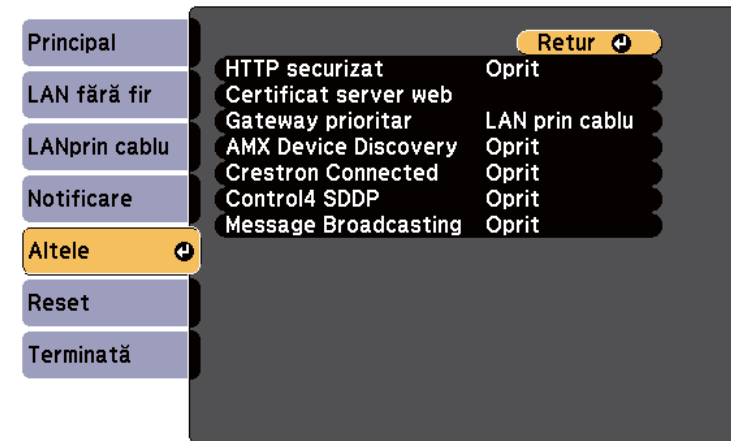 Principal
LAN fără fir
LANprin cablu
Notificare
Altele
Reset
Terminată
Retur
HTTP securizat Oprit
Certificat server web
Gateway prioritar LAN prin cablu
AMX Device Discovery Oprit
Crestron Connected Oprit
Control4 SDDP Oprit
Message Broadcasting Oprit